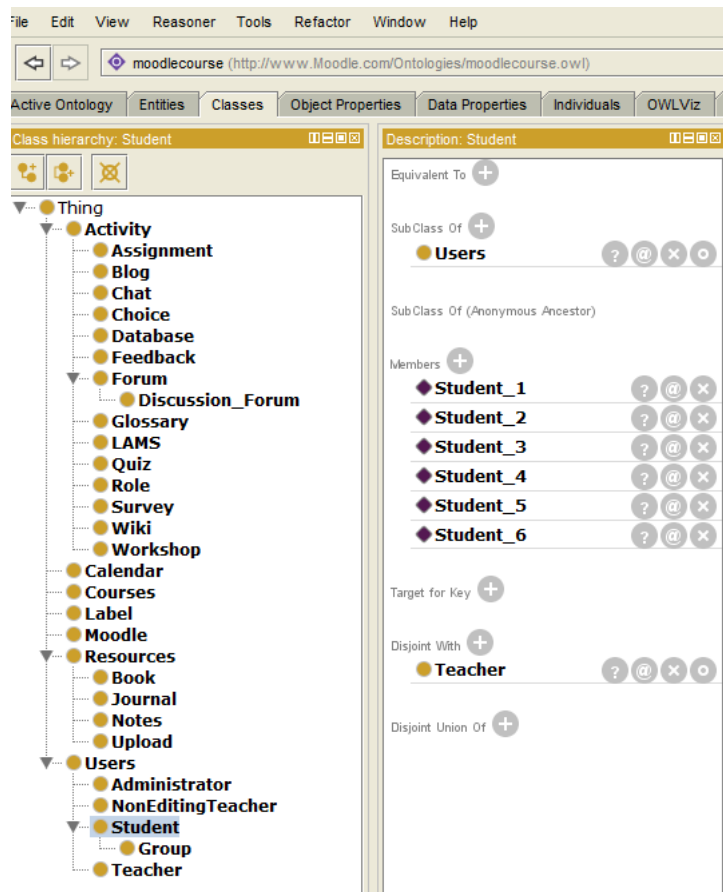 File Edit View Reasoner Tools Refactor Window Help
moodlecourse (http://www.Moodle.com/Ontologies/moodlecourse.owl)
Active Ontology Entities Classes Object Properties Data Properties Individuals OWLViz
Class hierarchy: Student
Thing
Activity
Assignment
Blog
Chat
Choice
Database
Feedback
Forum
Discussion_Forum
Glossary
LAMS
Quiz
Role
Survey
Wiki
Workshop
Calendar
Courses
Label
Moodle
Resources
Book
Journal
Notes
Upload
Users
Administrator
NonEditingTeacher
Student
Group
Teacher
Description: Student
Equivalent To +
SubClass Of +
Users ? @ × o
SubClass Of (Anonymous Ancestor)
Members +
Student_1 ? @ ×
Student_2 ? @ ×
Student_3 ? @ ×
Student_4 ? @ ×
Student_5 ? @ ×
Student_6 ? @ ×
Target for Key +
Disjoint With +
Teacher ? @ × o
Disjoint Union Of +